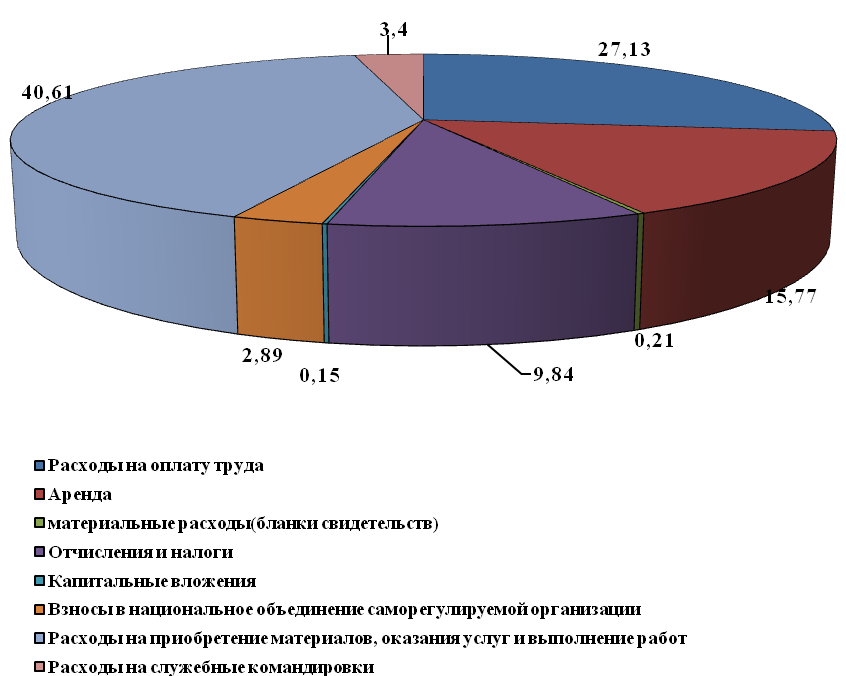 3,4
27,13
40,61
15,77
0,21
2,89
0,15
9,84
Расходы на оплату труда
Аренда
материальные расходы(бланки свидетельств)
Отчисления и налоги
Капитальные вложения
Взносы в национальное объединение саморегулируемой организации
Расходы на приобретение материалов, оказания услуг и выполнение работ
Расходы на служебные командировки